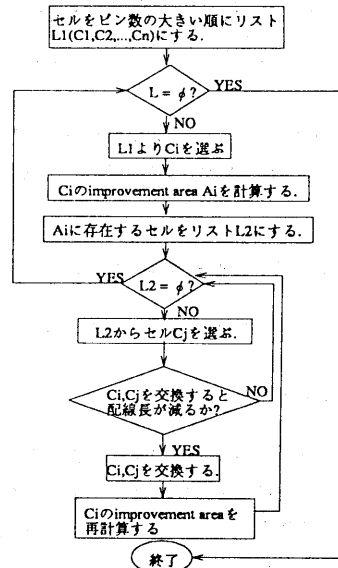 セルをピン数の大きい順にリスト
L1(C1,C2,...,Cn)にする.
L = φ ?
YES
NO
L1よりCiを選ぶ
Ciのimprovement area Aiを計算する.
Aiに存在するセルをリストL2にする.
YES
L2 = φ ?
NO
L2からセルCjを選ぶ.
Ci,Cjを交換すると
配線長が減るか?
NO
YES
Ci,Cjを交換する.
Ciのimprovement areaを
再計算する
終了